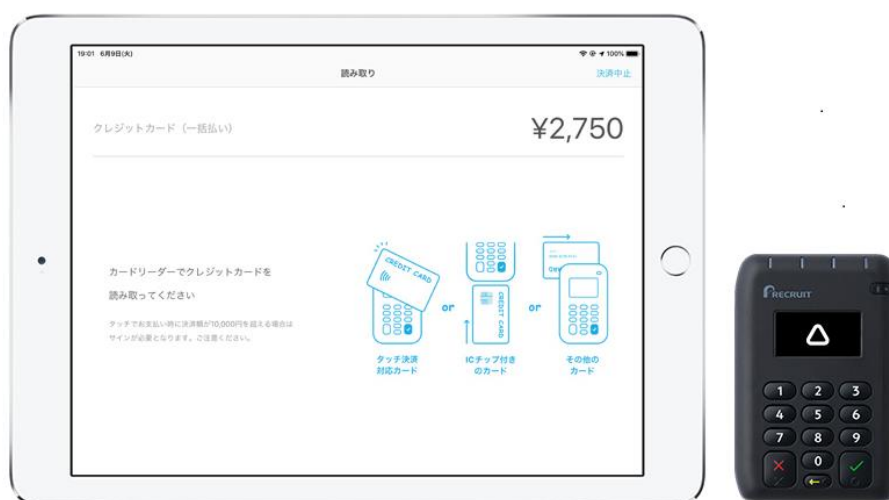 19:01 6月9日(火)
100%
読み取り
決済中止
クレジットカード（一括払い）
¥2,750
カードリーダーでクレジットカードを
読み取ってください
タッチでお支払い時に決済額が10,000円を超える場合は
サインが必要となります。ご注意ください。
CREDIT CARD
or
CREDIT CARD
or
タッチ決済
対応カード
ICチップ付き
のカード
その他の
カード
RECRUIT
1 2 3
4 5 6
7 8 9
0